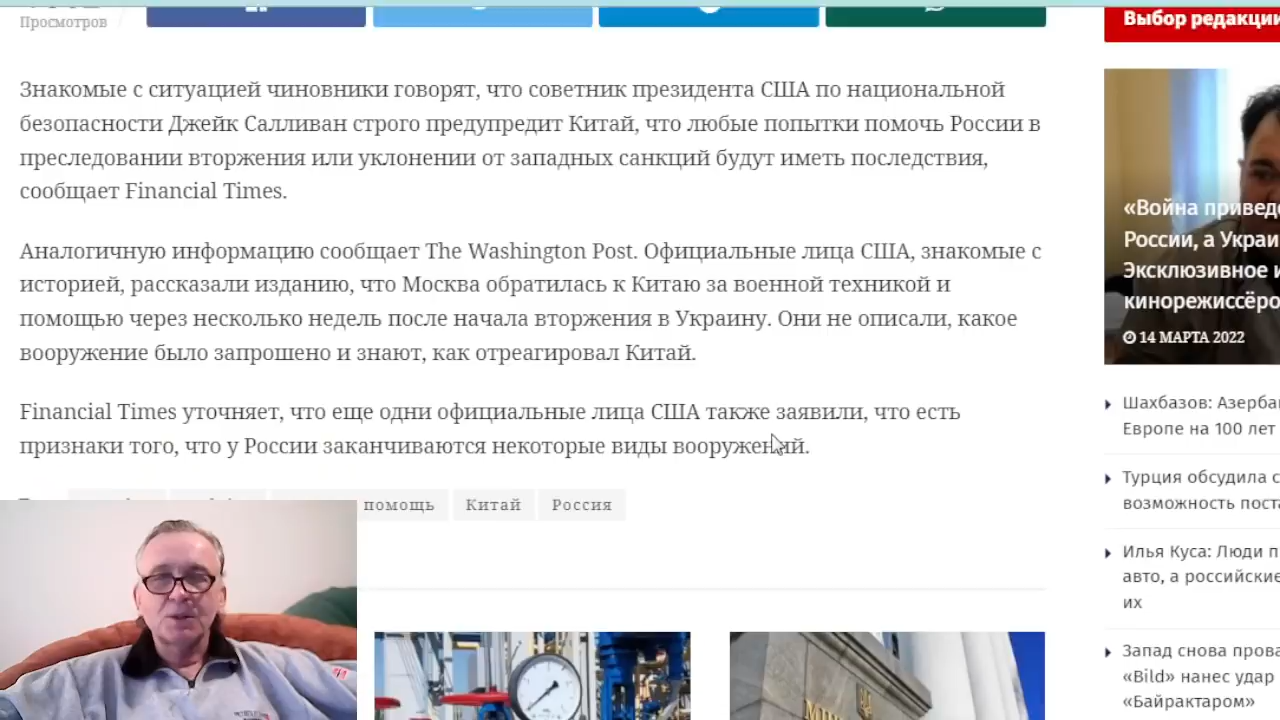 Просмотров
Знакомые с ситуацией чиновники говорят, что советник президента США по национальной
безопасности Джейк Салливан строго предупредит Китай, что любые попытки помочь России в
преследовании вторжения или уклонении от западных санкций будут иметь последствия,
сообщает Financial Times.
Аналогичную информацию сообщает The Washington Post. Официальные лица США, знакомые с
историей, рассказали изданию, что Москва обратилась к Китаю за военной техникой и
помощью через несколько недель после начала вторжения в Украину. Они не описали, какое
вооружение было запрошено и знают, как отреагировал Китай.
Financial Times уточняет, что еще одни официальные лица США также заявили, что есть
признаки того, что у России заканчиваются некоторые виды вооружений.
помощь Китай Россия
Выбор редакции
«Война привед
России, а Украи
Эксклюзивное и
кинорежиссёро
14 МАРТА 2022
Шахбазов: Азерба
Европе на 100 лет
Турция обсудила с
возможность пост
Илья Куса: Люди п
авто, а российские
их
Запад снова прова
«Bild» нанес удар
«Байрактаром»